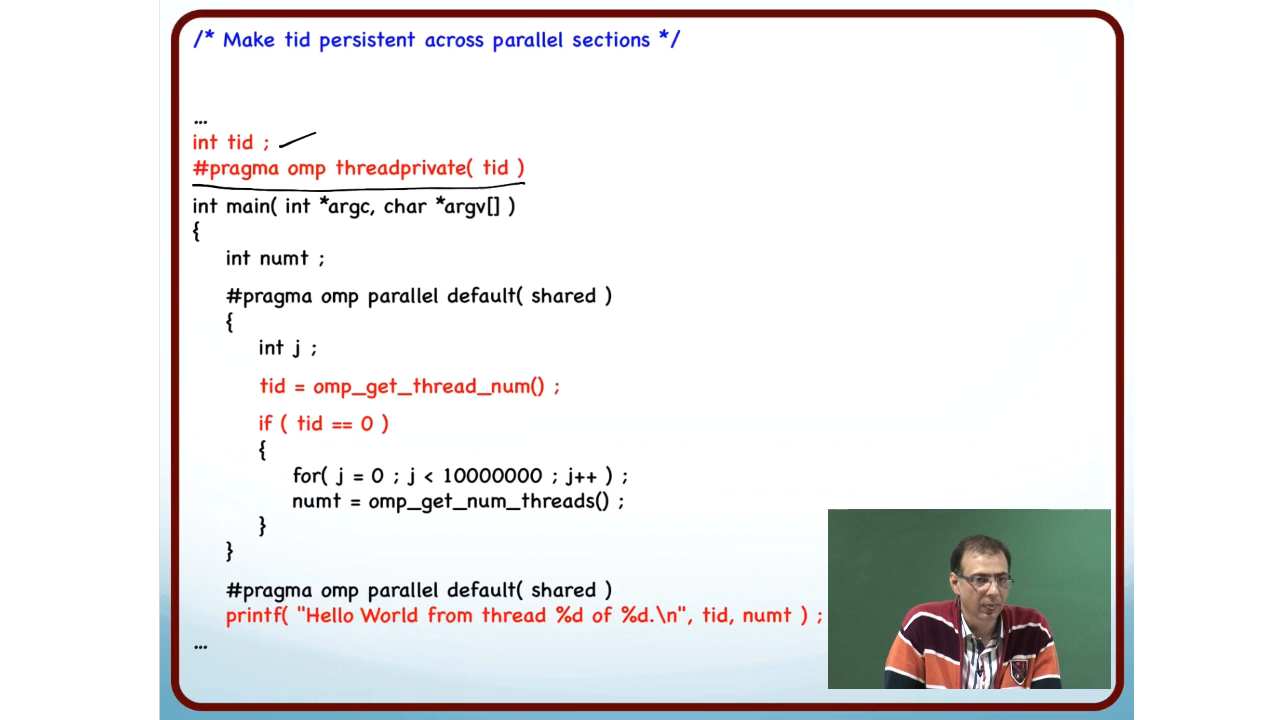 /* Make tid persistent across parallel sections */
...
int tid ;
#pragma omp threadprivate( tid )
int main( int *argc, char *argv[] )
{
int numt ;
#pragma omp parallel default( shared )
{
int j ;
tid = omp_get_thread_num() ;
if ( tid == 0 )
{
for( j = 0 ; j < 10000000 ; j++ ) ;
numt = omp_get_num_threads() ;
}
}
#pragma omp parallel default( shared )
printf( "Hello World from thread %d of %d.\n", tid, numt ) ;
...